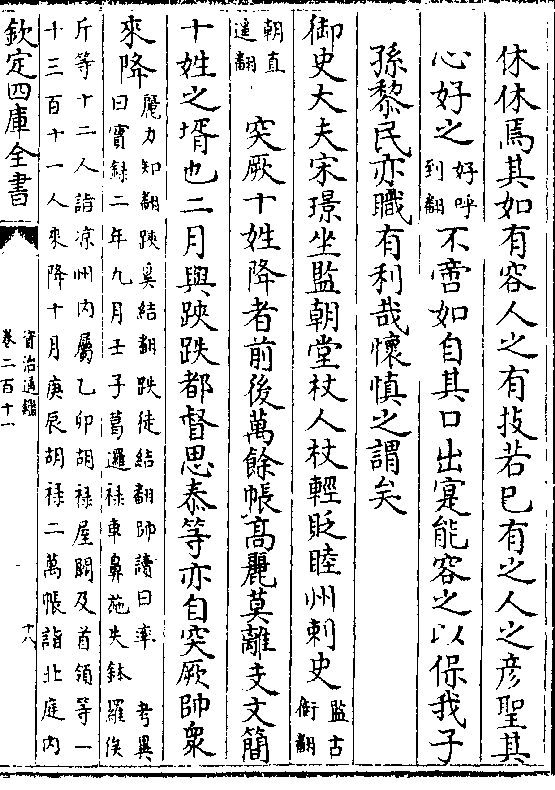 休休焉其如有容人之有技若已有之人之彦聖其
心好之好呼到翻不啻如自其口出寔能容之以保我子
孫黎民亦職有利哉懷慎之謂矣
御史大夫宋璟坐監朝堂杖人杖輕貶睦州刺史監古銜翻
朝直遥翻突厥十姓降者前後萬餘帳髙麗莫離支文簡
十姓之壻也二月與䟐跌都督思泰等亦自突厥帥衆
來降麗力知翻䟐奚結翻跌徒結翻帥讀曰率考異曰實録二年九月壬子葛邏禄車鼻施失鉢羅俟
斤等十二人詣凉州内屬乙卯胡禄屋闕及首領等一
十三百十一人來降十月庚辰胡禄二萬帳詣北庭内
欽定四庫全書
資治通鑑
卷二百十一
十八